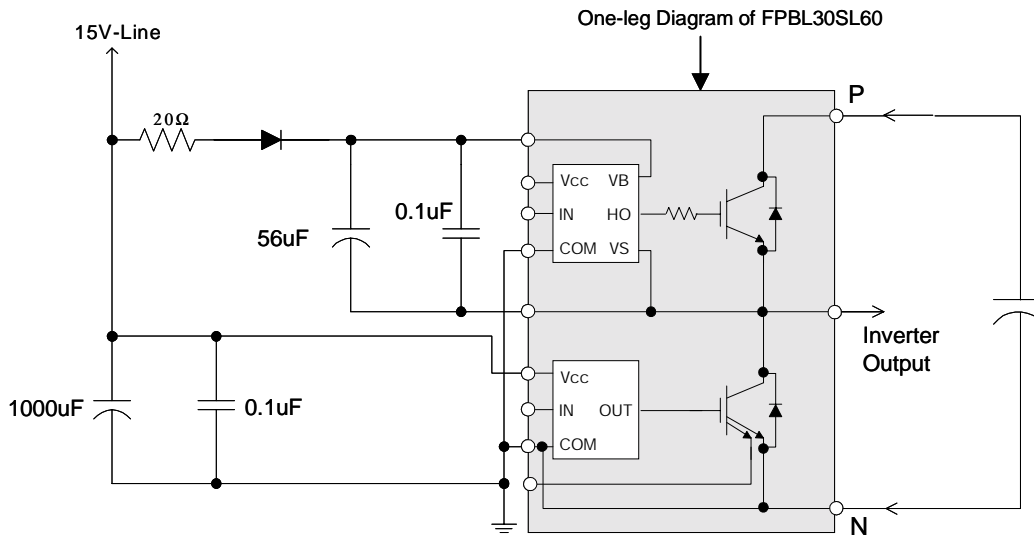 One-leg Diagram of FPBL30SL60
15V-Line
P
20Ω
Vcc VB
0.1uF
IN HO
56uF
COM VS
Inverter
Output
Vcc
1000uF
0.1uF
IN OUT
COM
N